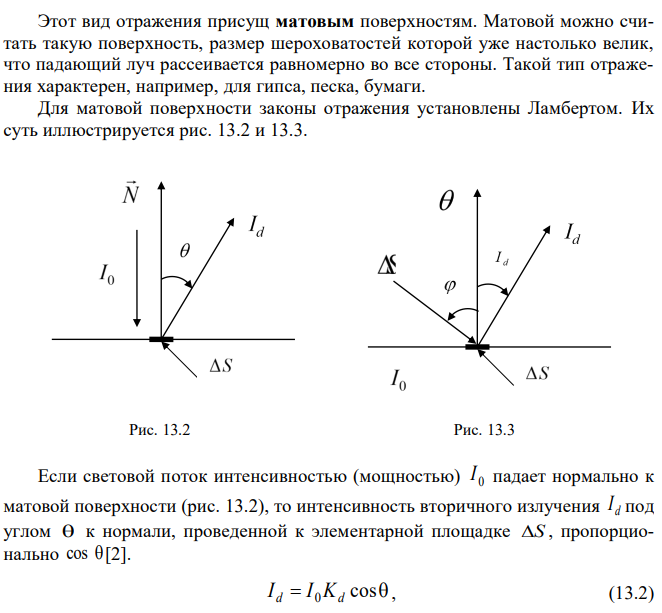 Этот вид отражения присущ матовым поверхностям. Матовой можно счи-
тать такую поверхность, размер шероховатостей которой уже настолько велик,
что падающий луч рассеивается равномерно во все стороны. Такой тип отраже-
ния характерен, например, для гипса, песка, бумаги.
Для матовой поверхности законы отражения установлены Ламбертом. Их
суть иллюстрируется рис. 13.2 и 13.3.
N⃗
I₀
θ
I_d
ΔS
θ
I_d
I_d
φ
I₀
ΔS
Рис. 13.2
Рис. 13.3
Если световой поток интенсивностью (мощностью) I₀ падает нормально к
матовой поверхности (рис. 13.2), то интенсивность вторичного излучения I_d под
углом Θ к нормали, проведенной к элементарной площадке ΔS, пропорцио-
нально cos θ[2].
I_d = I₀K_d cosθ, (13.2)